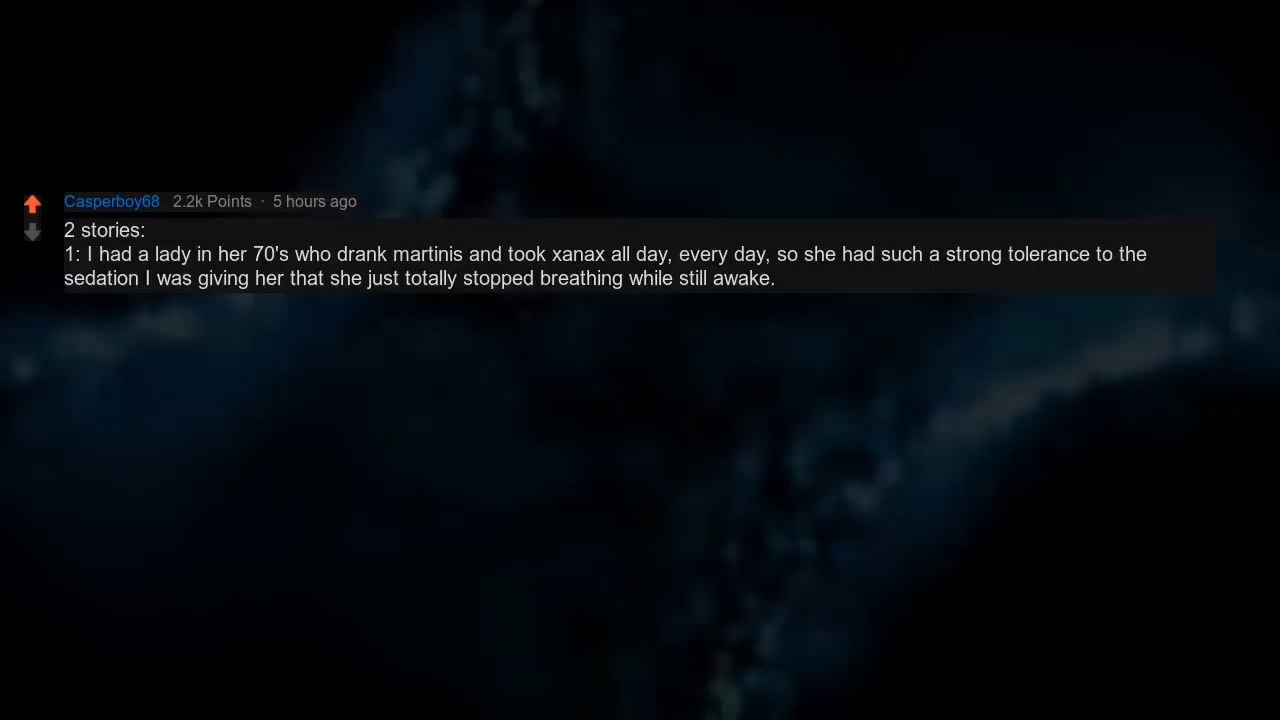 Casperboy68 2.2k Points · 5 hours ago
2 stories:
1: I had a lady in her 70's who drank martinis and took xanax all day, every day, so she had such a strong tolerance to the
sedation I was giving her that she just totally stopped breathing while still awake.